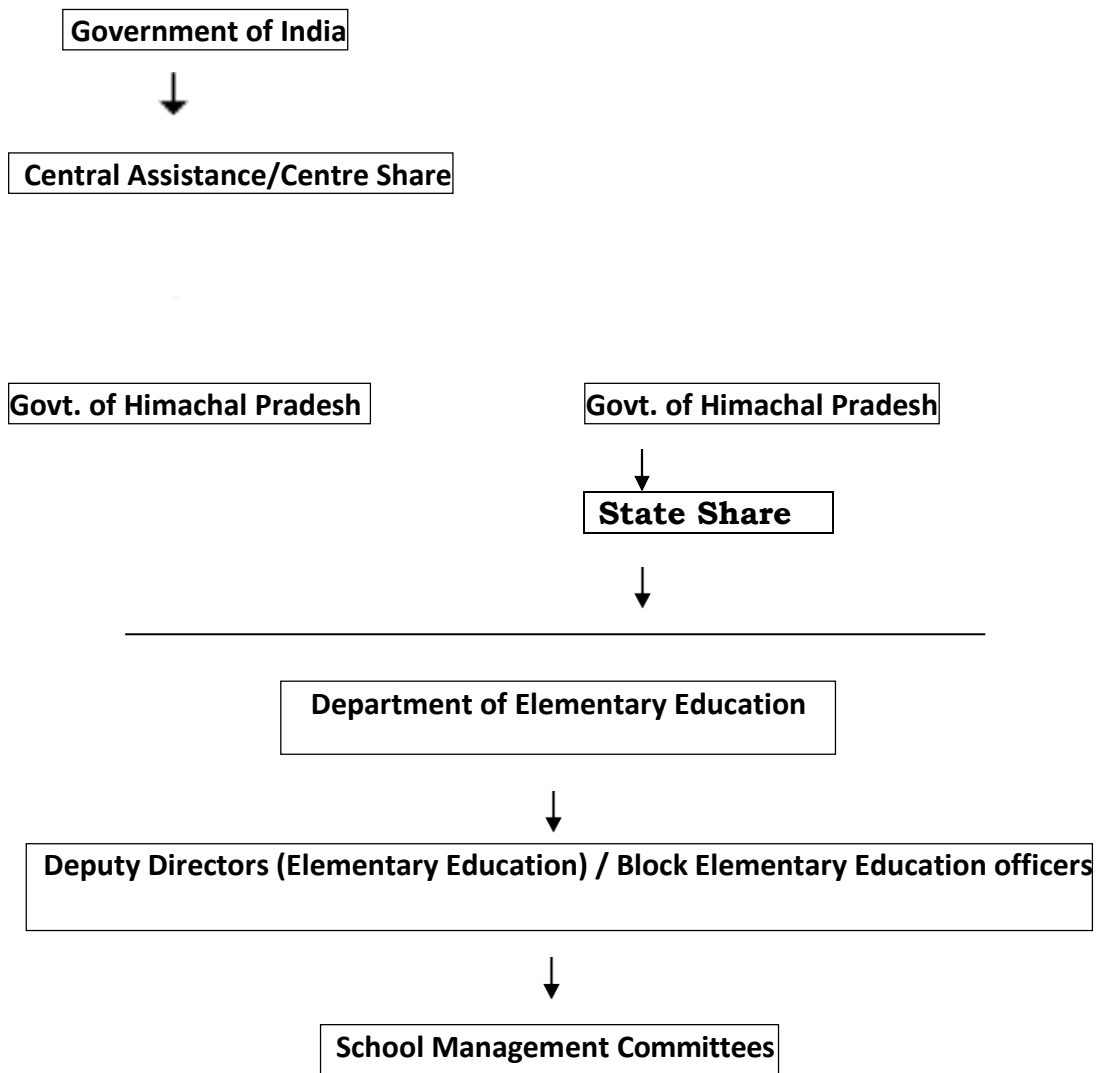 Government of India
Central Assistance/Centre Share
Govt. of Himachal Pradesh
Govt. of Himachal Pradesh
State Share
Department of Elementary Education
Deputy Directors (Elementary Education) / Block Elementary Education officers
School Management Committees